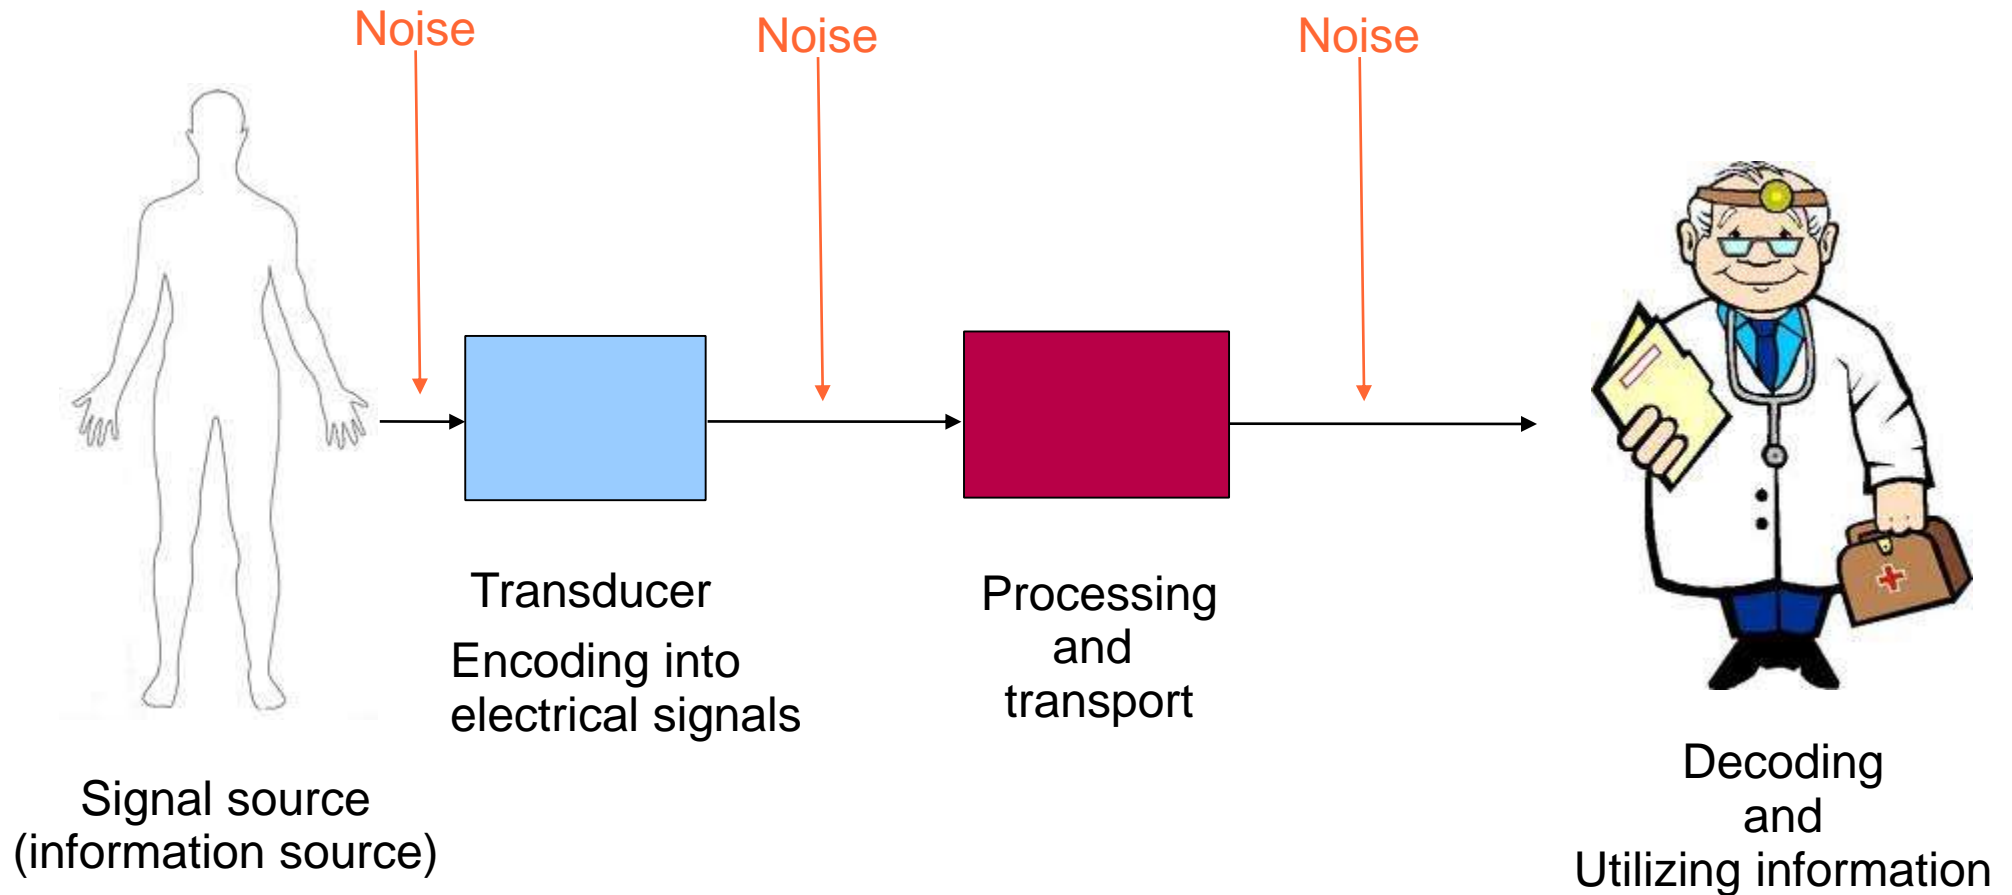 Noise
Noise
Noise
Transducer
Encoding into
electrical signals
Processing
and
transport
Signal source
(information source)
Decoding
and
Utilizing information